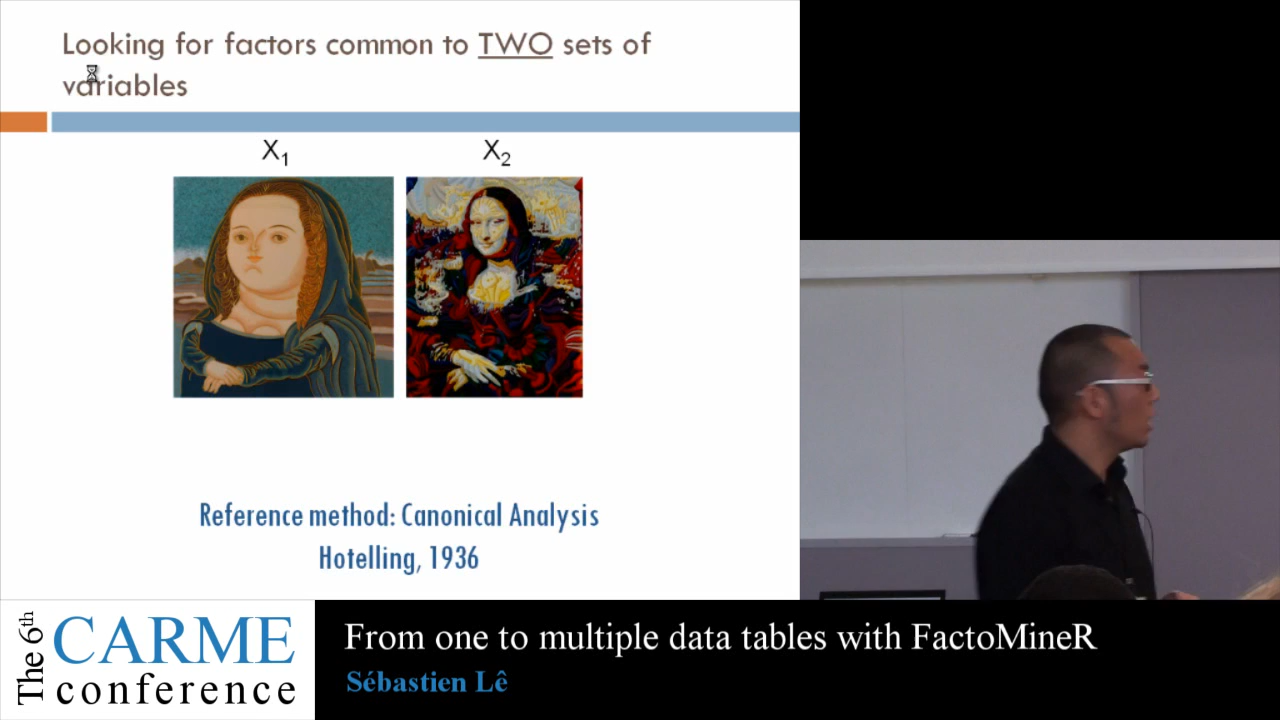 Looking for factors common to TWO sets of
variables
X1 X2
Reference method: Canonical Analysis
Hotelling, 1936
The 6th
CARME
conference
From one to multiple data tables with FactoMineR
Sébastien Lê